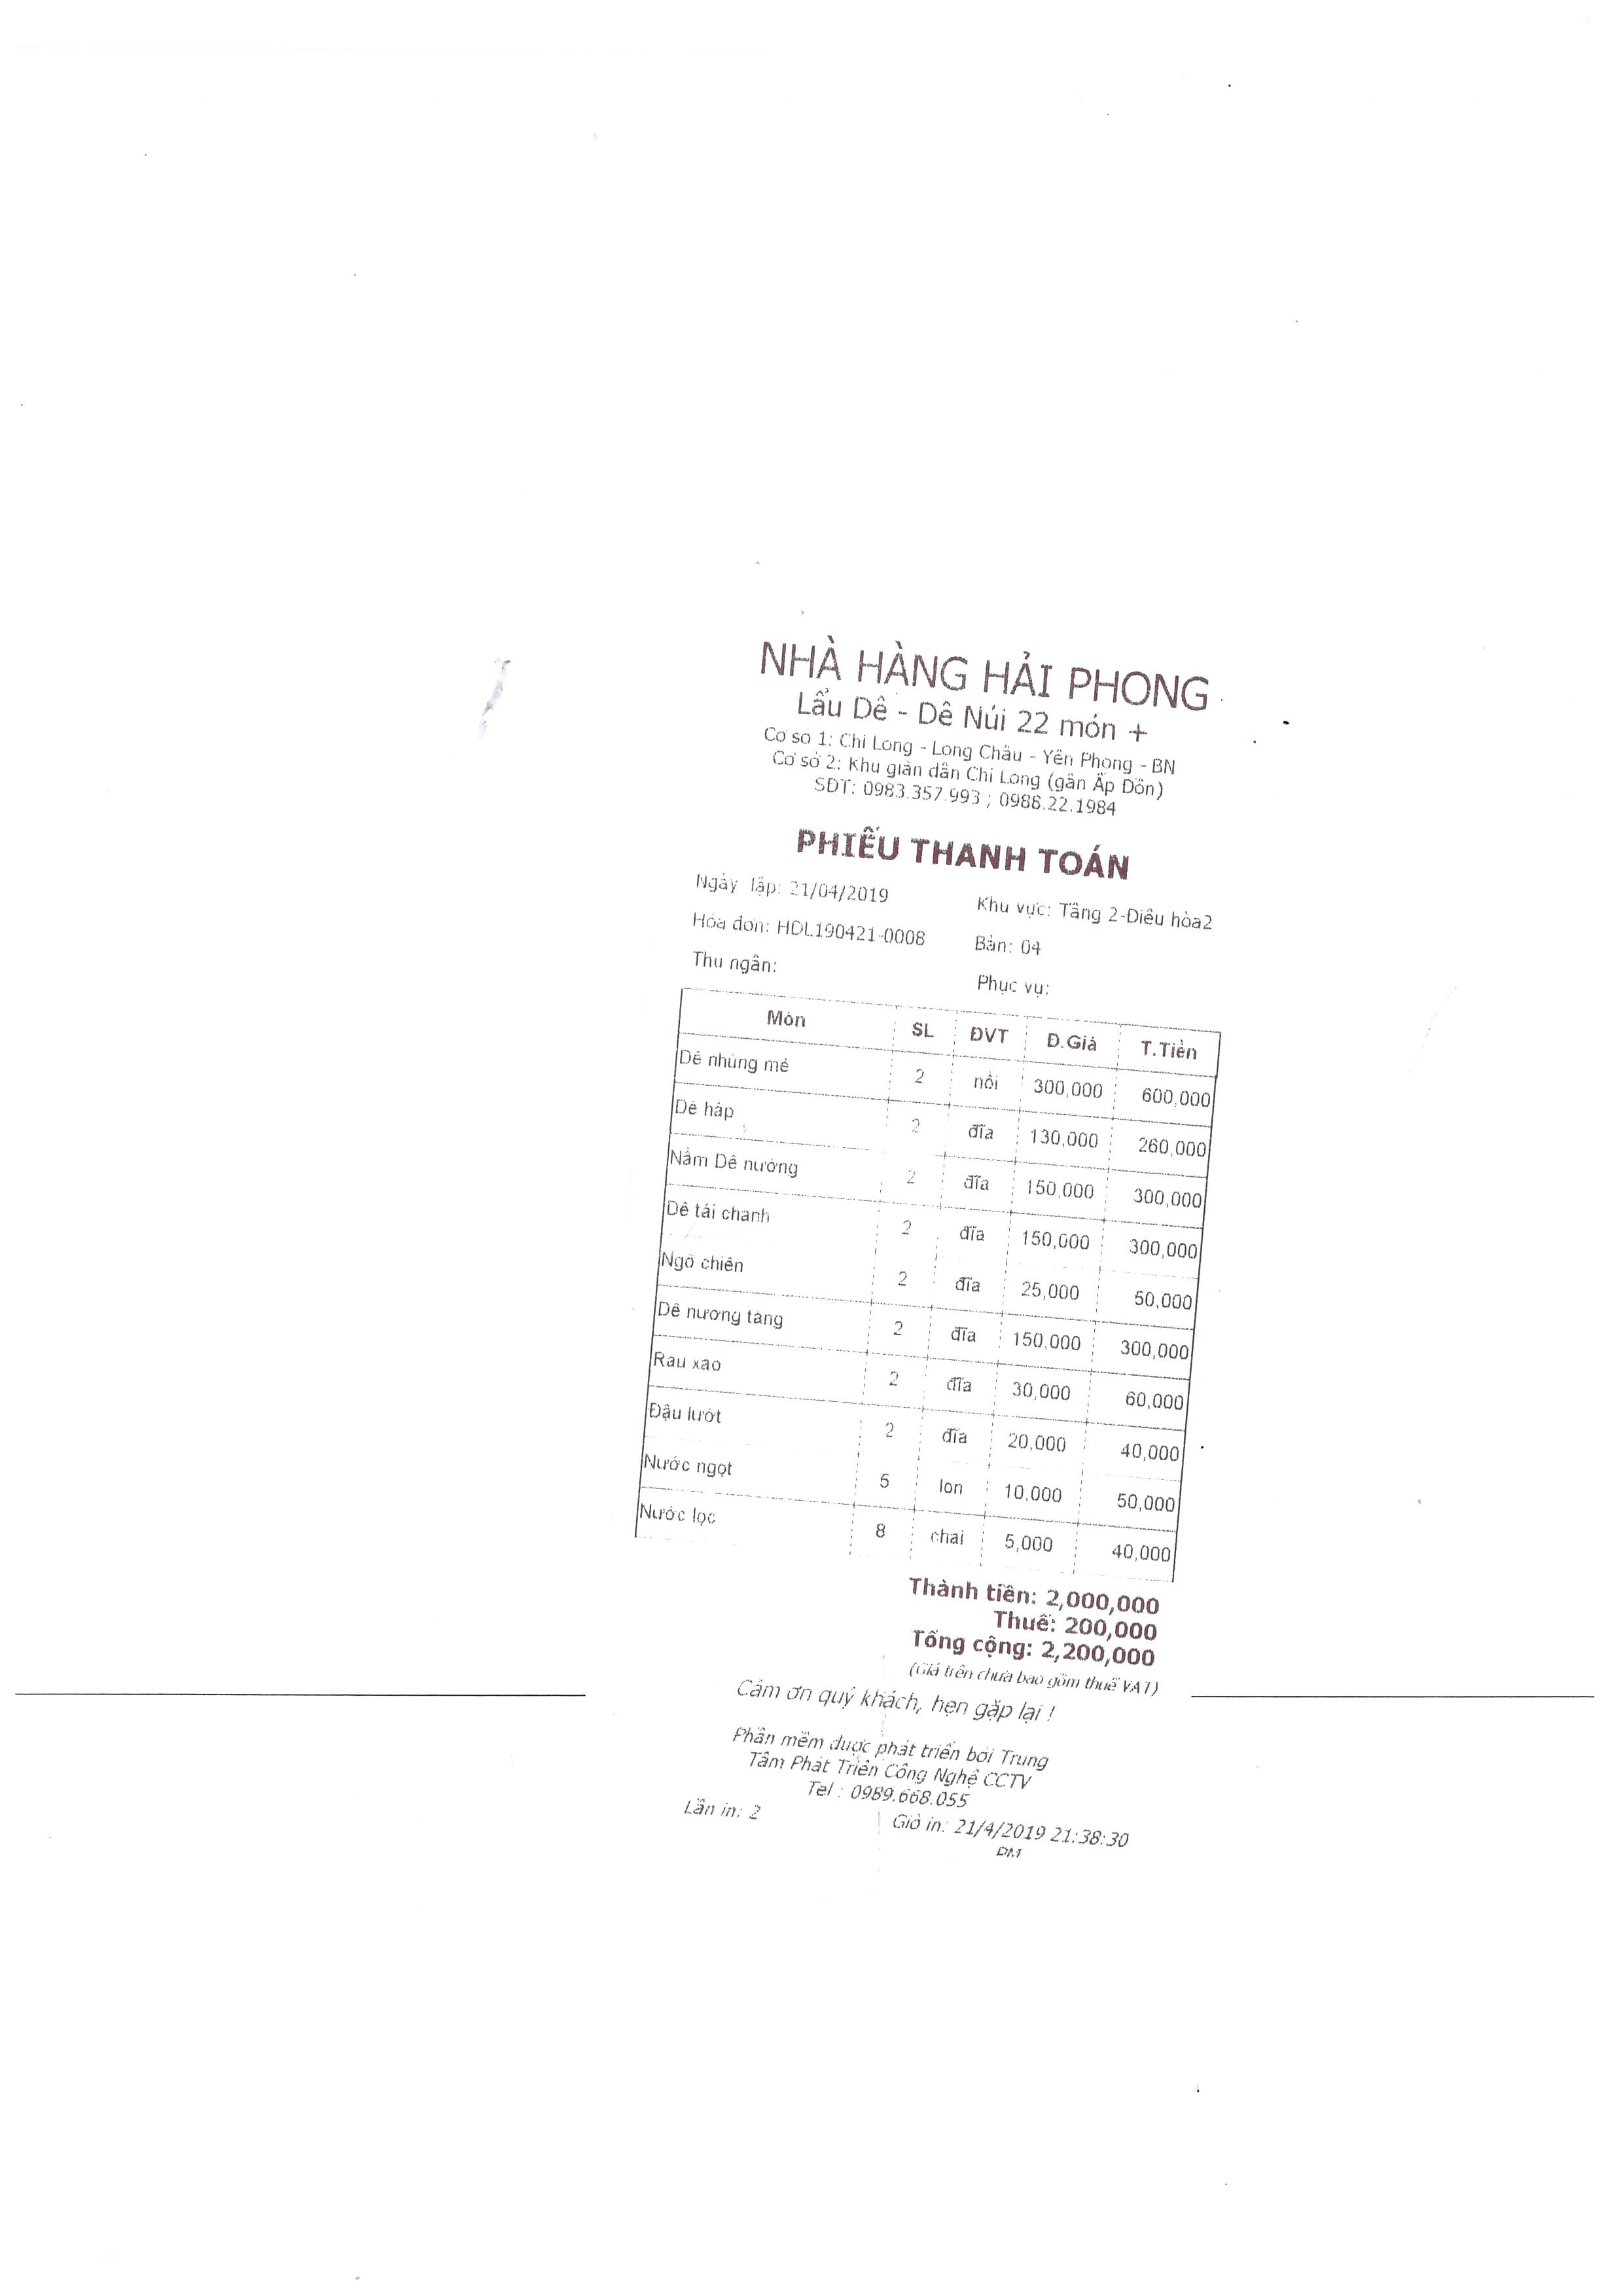 NHÀ HÀNG HẢI PHONG
Lẩu Dê - Dê Núi 22 món +
Cơ sở 1: Chi Long - Long Châu - Yên Phong - BN
Cơ sở 2: Khu giãn dân Chi Long (gần Ấp Đồn)
SĐT: 0983.357.993 ; 0986.22.1984
PHIẾU THANH TOÁN
Ngày lập: 21/04/2019 Khu vực: Tầng 2-Điều hòa2
Hóa đơn: HDL190421-0008 Bàn: 04
Thu ngân: Phục vụ:
Món SL ĐVT Đ.Giá T.Tiền
Dê nhúng mẻ 2 nồi 300,000 600,000
Dê hấp 2 đĩa 130,000 260,000
Nầm Dê nướng 2 đĩa 150,000 300,000
Dê tái chanh 2 đĩa 150,000 300,000
Ngô chiên 2 đĩa 25,000 50,000
Dê nướng tảng 2 đĩa 150,000 300,000
Rau xào 2 đĩa 30,000 60,000
Đậu lướt 2 đĩa 20,000 40,000
Nước ngọt 5 lon 10,000 50,000
Nước lọc 8 chai 5,000 40,000
Thành tiền: 2,000,000
Thuế: 200,000
Tổng cộng: 2,200,000
(Giá trên chưa bao gồm thuế VAT)
Cảm ơn quý khách, hẹn gặp lại !
Phần mềm được phát triển bởi Trung
Tâm Phát Triển Công Nghệ CCTV
Tel : 0989.668.055
Lần in: 2 Giờ in: 21/4/2019 21:38:30
PM